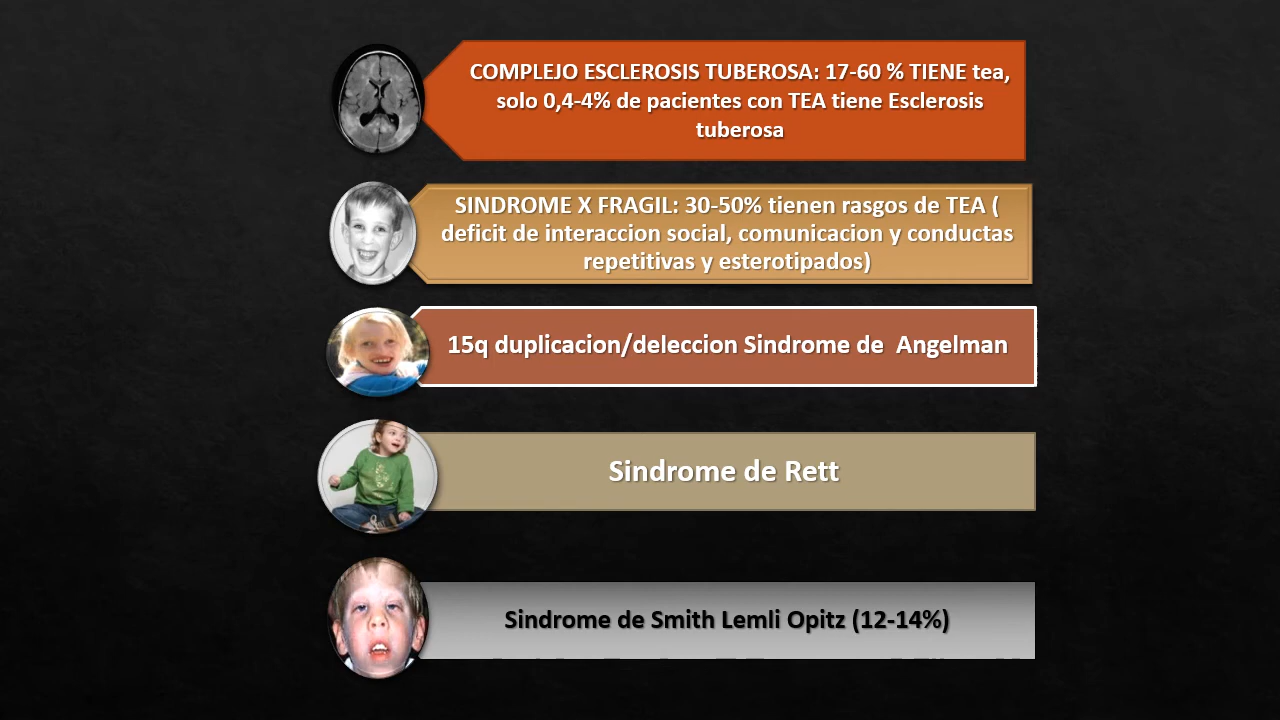 COMPLEJO ESCLEROSIS TUBEROSA: 17-60 % TIENE tea,
solo 0,4-4% de pacientes con TEA tiene Esclerosis
tuberosa
SINDROME X FRAGIL: 30-50% tienen rasgos de TEA (
deficit de interaccion social, comunicacion y conductas
repetitivas y esterotipados)
15q duplicacion/deleccion Sindrome de  Angelman
Sindrome de Rett
Sindrome de Smith Lemli Opitz (12-14%)